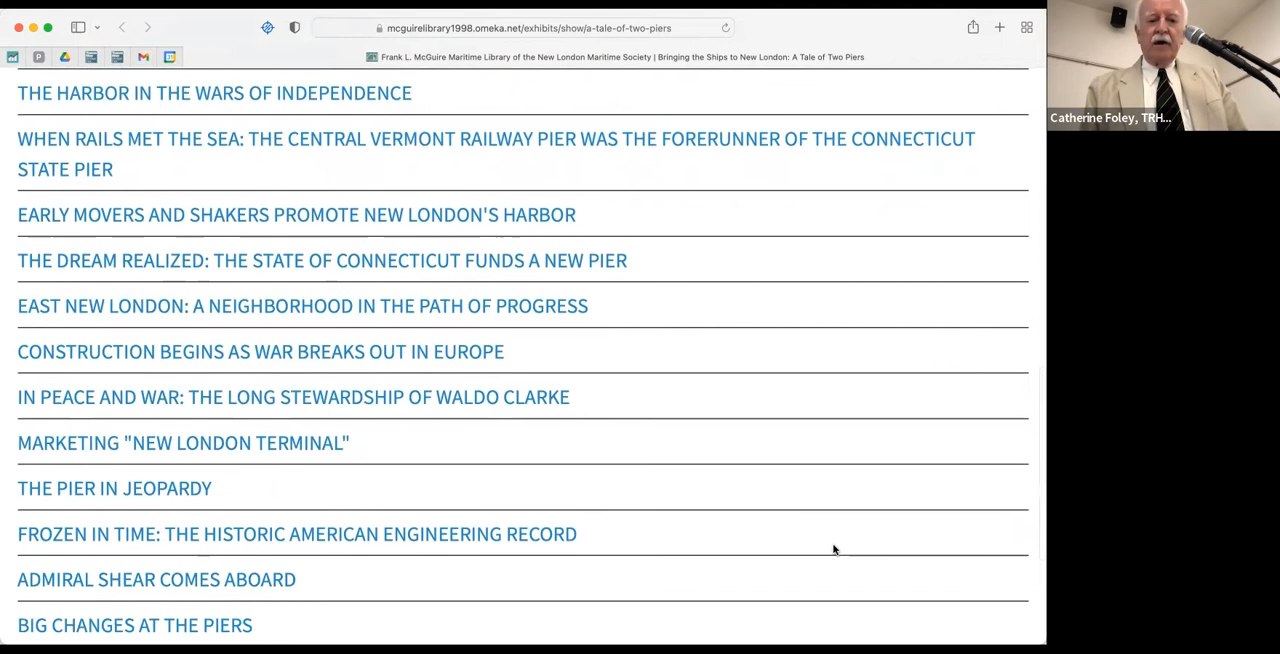 mcguirelibrary1998.omeka.net/exhibits/show/a-tale-of-two-piers
Frank L. McGuire Maritime Library of the New London Maritime Society | Bringing the Ships to New London: A Tale of Two Piers
THE HARBOR IN THE WARS OF INDEPENDENCE
WHEN RAILS MET THE SEA: THE CENTRAL VERMONT RAILWAY PIER WAS THE FORERUNNER OF THE CONNECTICUT
STATE PIER
EARLY MOVERS AND SHAKERS PROMOTE NEW LONDON'S HARBOR
THE DREAM REALIZED: THE STATE OF CONNECTICUT FUNDS A NEW PIER
EAST NEW LONDON: A NEIGHBORHOOD IN THE PATH OF PROGRESS
CONSTRUCTION BEGINS AS WAR BREAKS OUT IN EUROPE
IN PEACE AND WAR: THE LONG STEWARDSHIP OF WALDO CLARKE
MARKETING "NEW LONDON TERMINAL"
THE PIER IN JEOPARDY
FROZEN IN TIME: THE HISTORIC AMERICAN ENGINEERING RECORD
ADMIRAL SHEAR COMES ABOARD
BIG CHANGES AT THE PIERS
Catherine Foley, TRH...